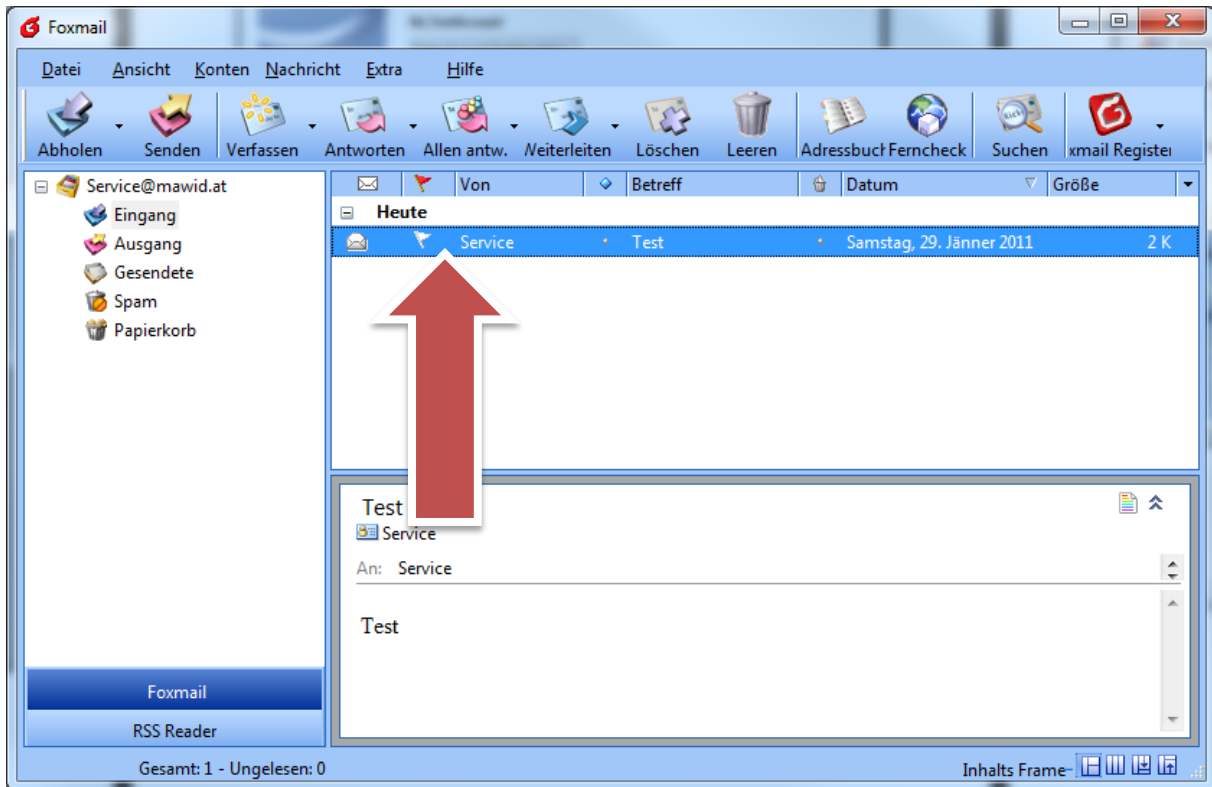 Foxmail
Datei Ansicht Konten Nachricht Extra Hilfe
Abholen Senden Verfassen Antworten Allen antw. Weiterleiten Löschen Leeren Adressbuch Ferncheck Suchen xmail Register
Service@mawid.at
Eingang
Ausgang
Gesendete
Spam
Papierkorb
Von Betreff Datum Größe
Heute
Service Test Samstag, 29. Jänner 2011 2 K
Test
Service
An: Service
Test
Foxmail
RSS Reader
Gesamt: 1 - Ungelesen: 0
Inhalts Frame